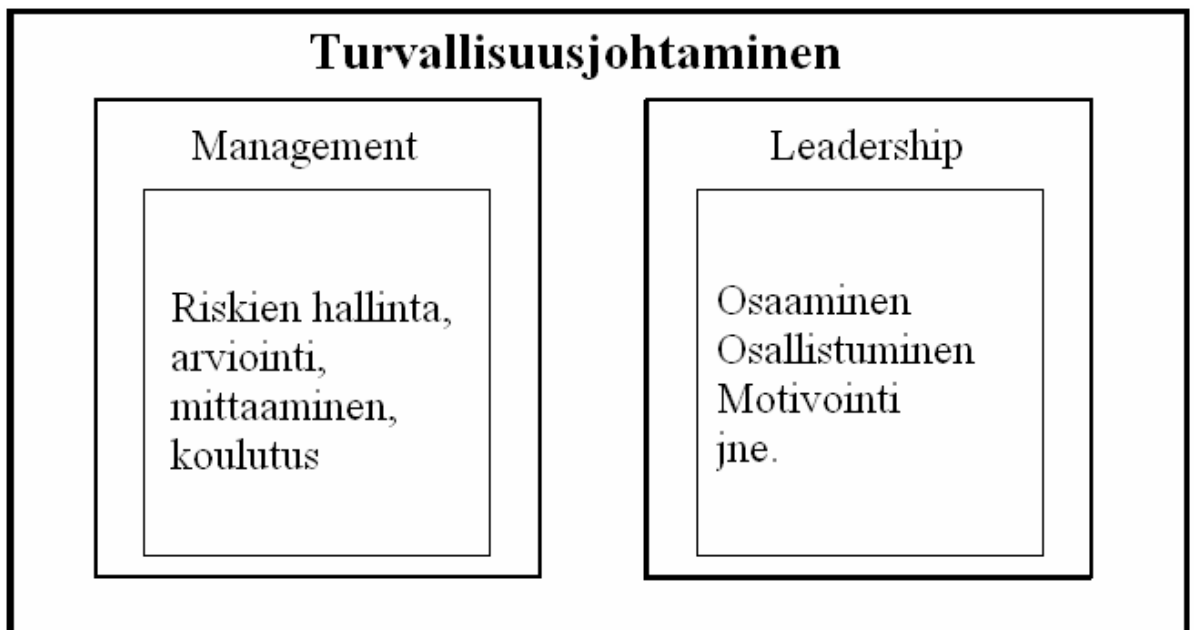 Turvallisuusjohtaminen
Management
Riskien hallinta,
arviointi,
mittaaminen,
koulutus
Leadership
Osaaminen
Osallistuminen
Motivointi
jne.